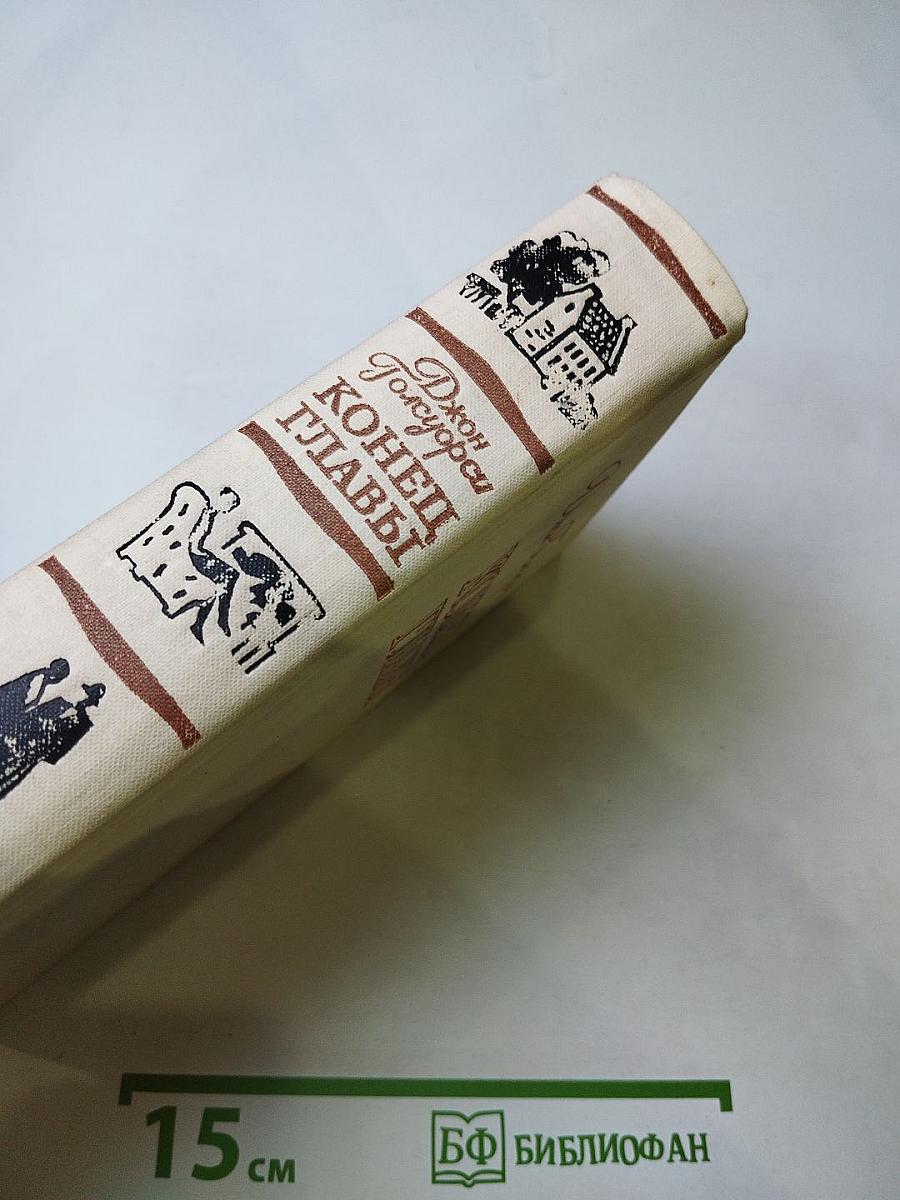 Джон
Голсуорси
КОНЕЦ
ГЛАВЫ
15 см
БФ БИБЛИОФАН